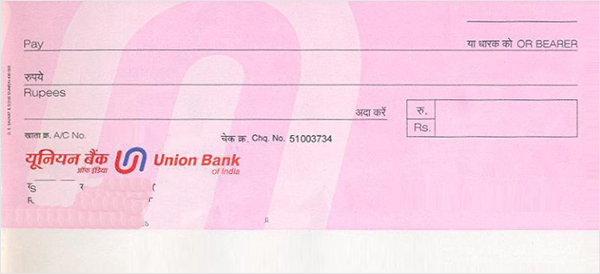 Pay या धारक को OR BEARER
रुपये
Rupees
अदा करें रु.
खाता क्र. A/C No. चेक क्र. Chq. No. 51003734 Rs.
यूनियन बैंक Union Bank
ऑफ इंडिया of India